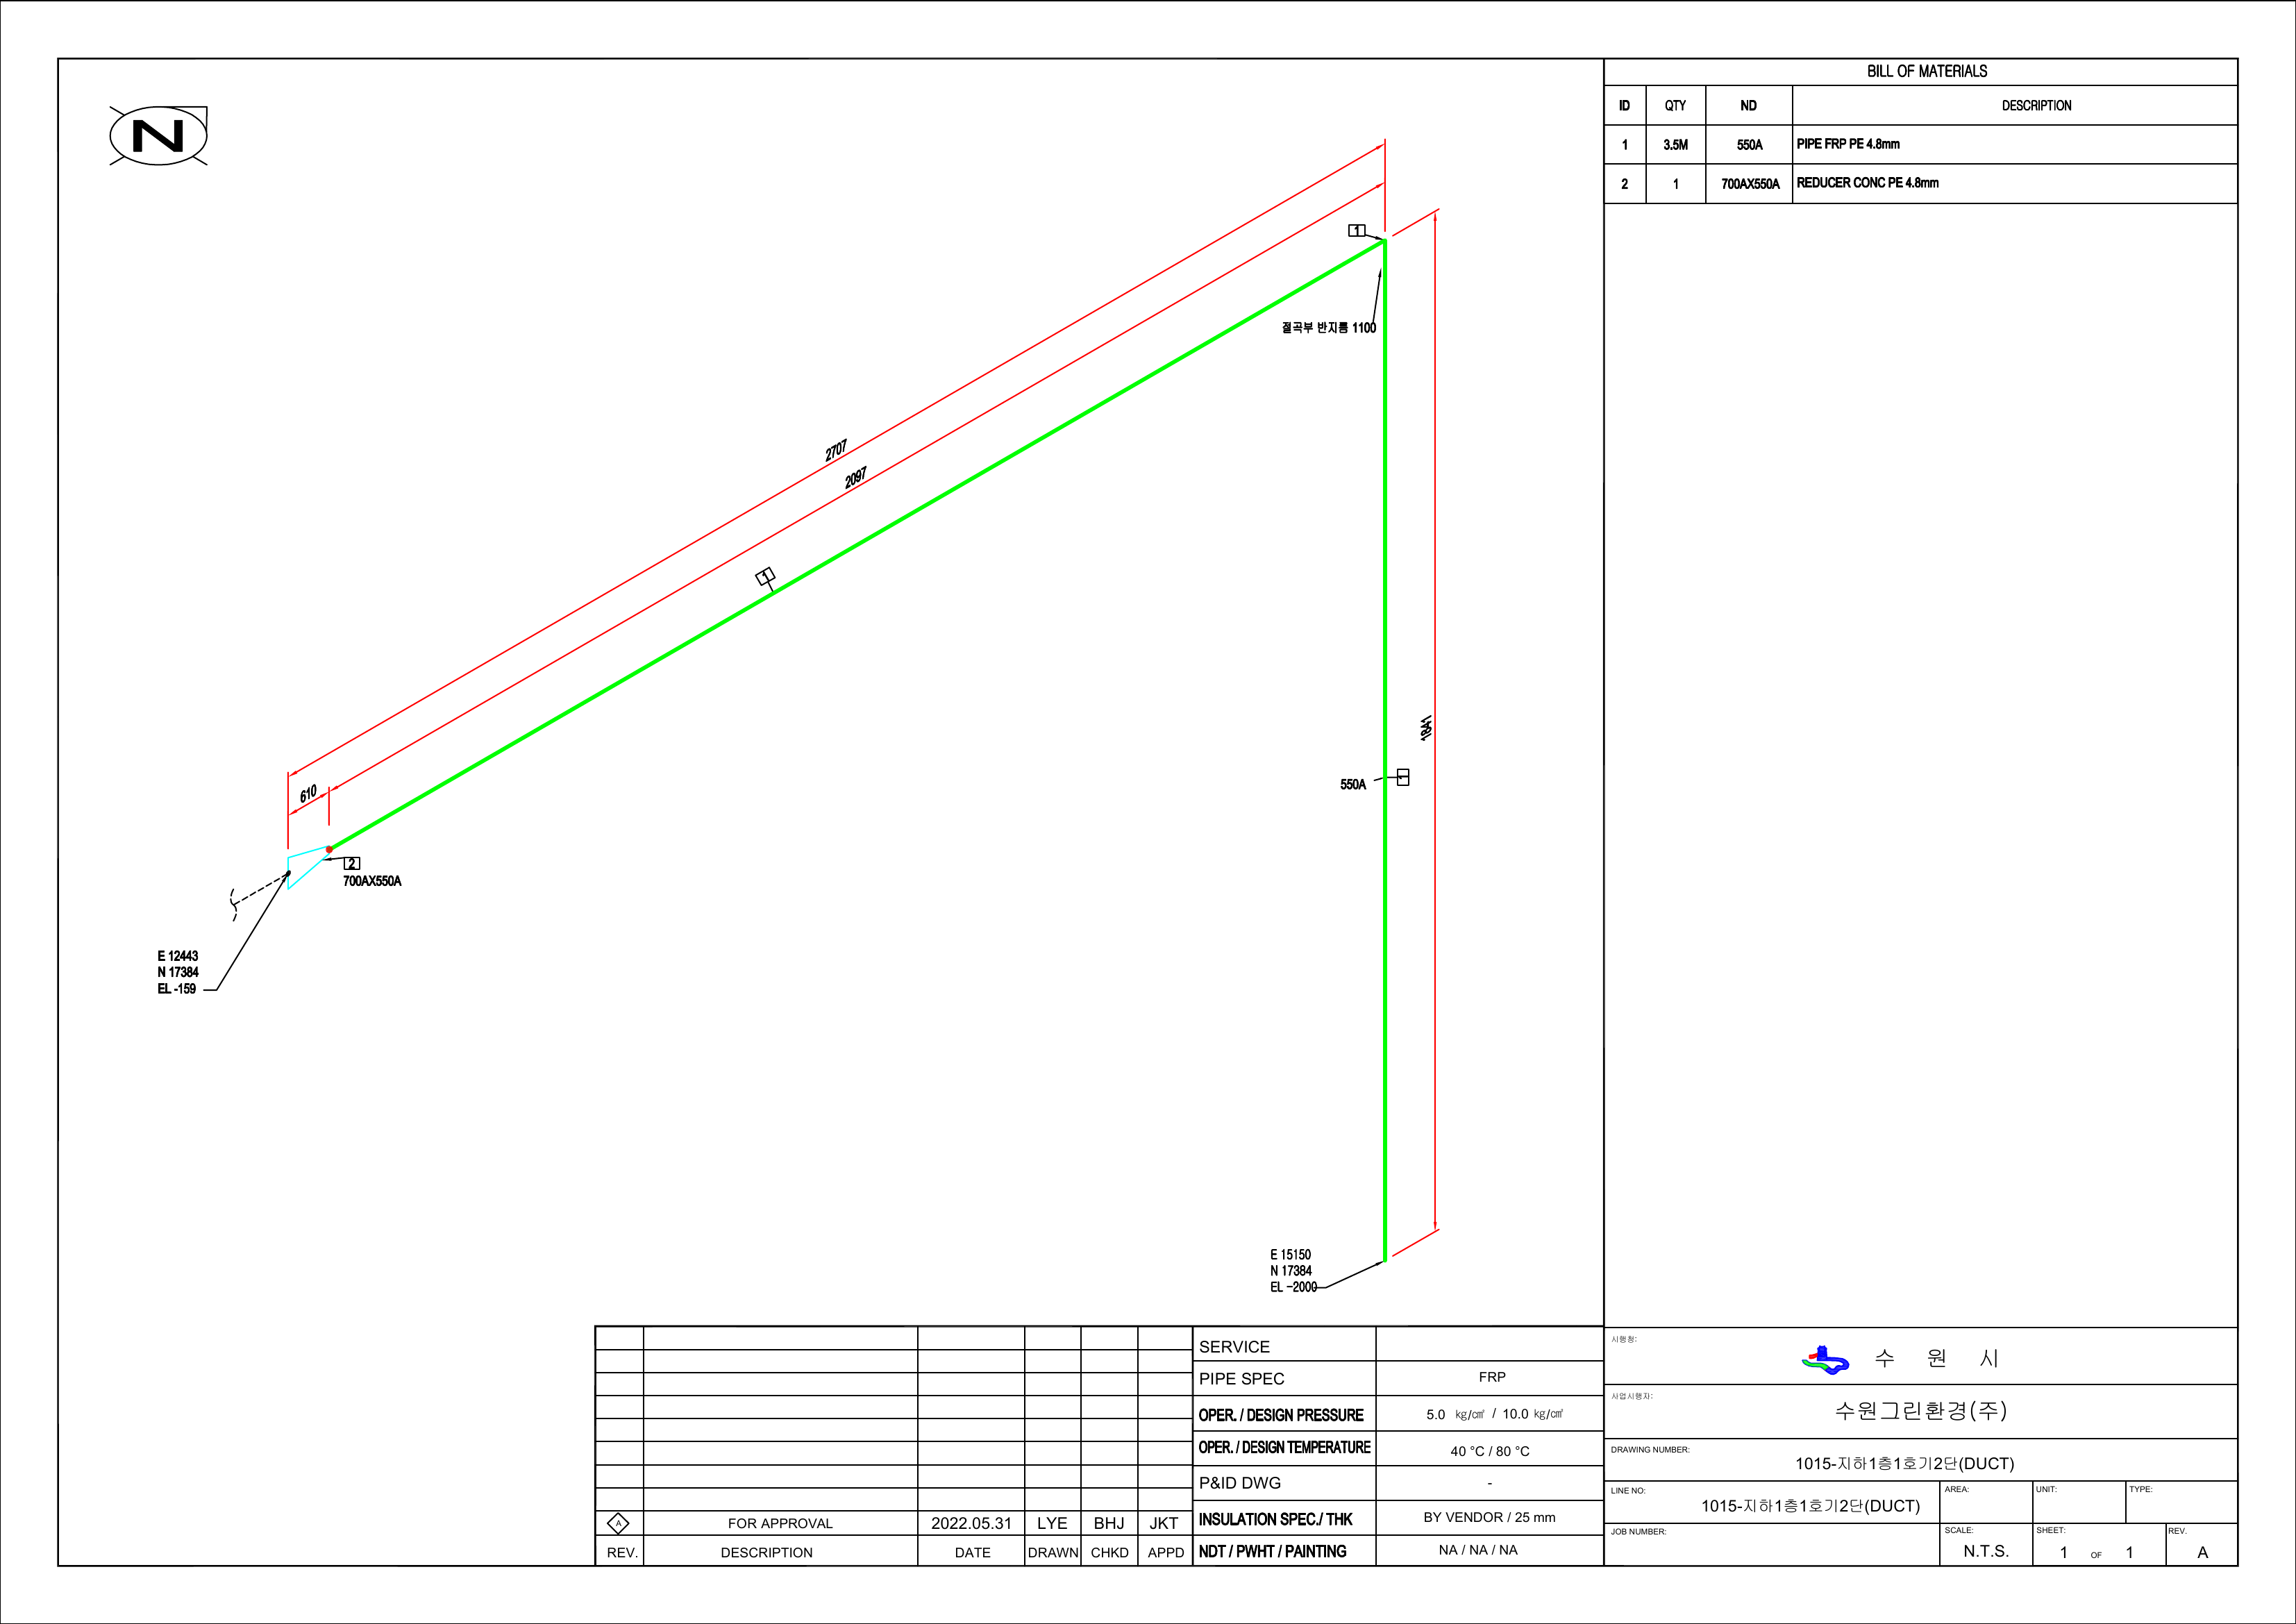 N
BILL OF MATERIALS
ID QTY ND DESCRIPTION
1 3.5M 550A PIPE FRP PE 4.8mm
2 1 700AX550A REDUCER CONC PE 4.8mm
1
절곡부 반지름 1100
2707
2097
1
1841
550A
1
610
2
700AX550A
E 12443
N 17384
EL -159
E 15150
N 17384
EL -2000
SERVICE
PIPE SPEC FRP
OPER. / DESIGN PRESSURE 5.0 ㎏/㎠ / 10.0 ㎏/㎠
OPER. / DESIGN TEMPERATURE 40 °C / 80 °C
P&ID DWG -
INSULATION SPEC./ THK BY VENDOR / 25 mm
NDT / PWHT / PAINTING NA / NA / NA
A FOR APPROVAL 2022.05.31 LYE BHJ JKT
REV. DESCRIPTION DATE DRAWN CHKD APPD
시행청:
수 원 시
사업시행자:
수원그린환경(주)
DRAWING NUMBER:
1015-지하1층1호기2단(DUCT)
LINE NO:
1015-지하1층1호기2단(DUCT)
AREA: UNIT: TYPE:
JOB NUMBER:
SCALE: SHEET: REV.
N.T.S. 1 OF 1 A